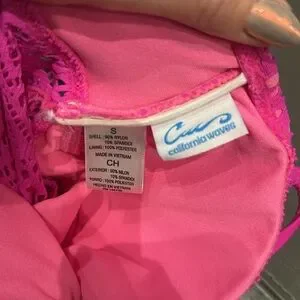 S
SHELL: 90% NYLON
10% SPANDEX
LINING: 100% POLYESTER
MADE IN VIETNAM
CH
EXTERIOR: 90% NILON
10% SPANDEX
FORRO: 100% POLYESTER
HECHO EN VIETNAM
california waves